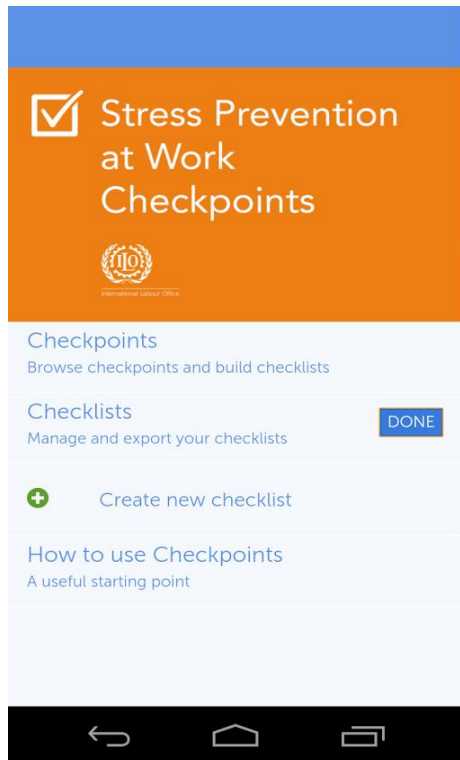 Stress Prevention
at Work
Checkpoints
ILO
International Labour Office
Checkpoints
Browse checkpoints and build checklists
Checklists
Manage and export your checklists
DONE
Create new checklist
How to use Checkpoints
A useful starting point